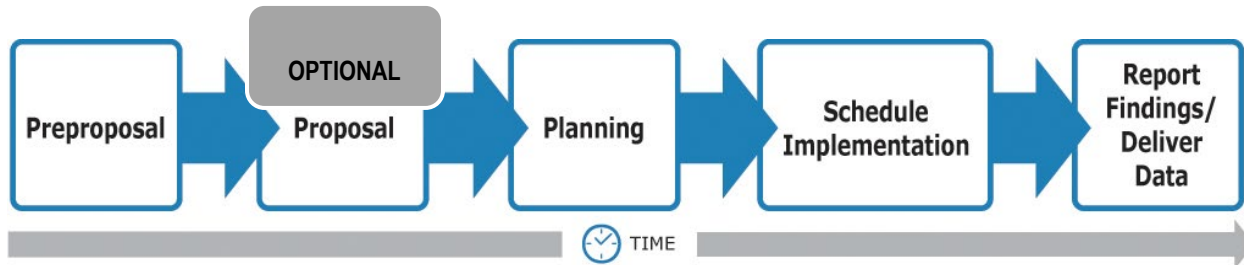 OPTIONAL
Preproposal
Proposal
Planning
Schedule
Implementation
Report
Findings/
Deliver
Data
TIME